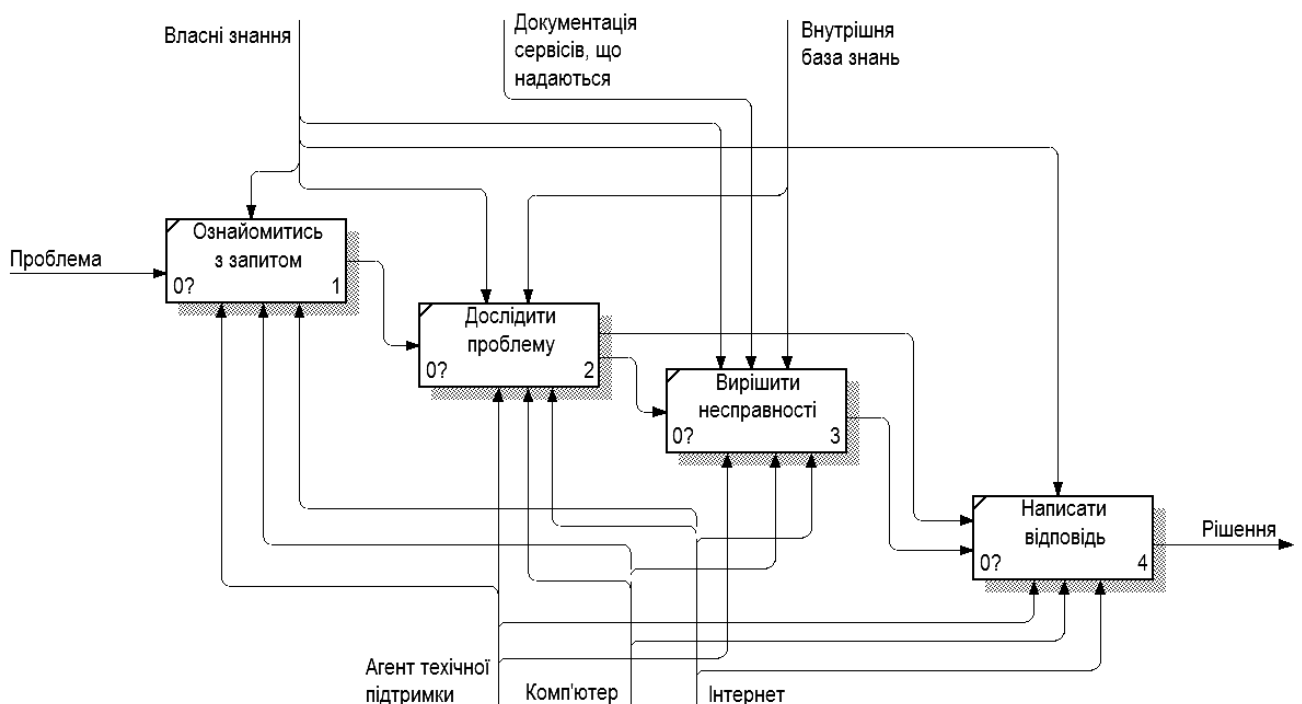 Власні знання
Документація
сервісів, що
надаються
Внутрішня
база знань
Проблема
Ознайомитись
з запитом
0? 1
Дослідити
проблему
0? 2
Вирішити
несправності
0? 3
Написати
відповідь
0? 4
Рішення
Агент техічної
підтримки
Комп'ютер
Інтернет